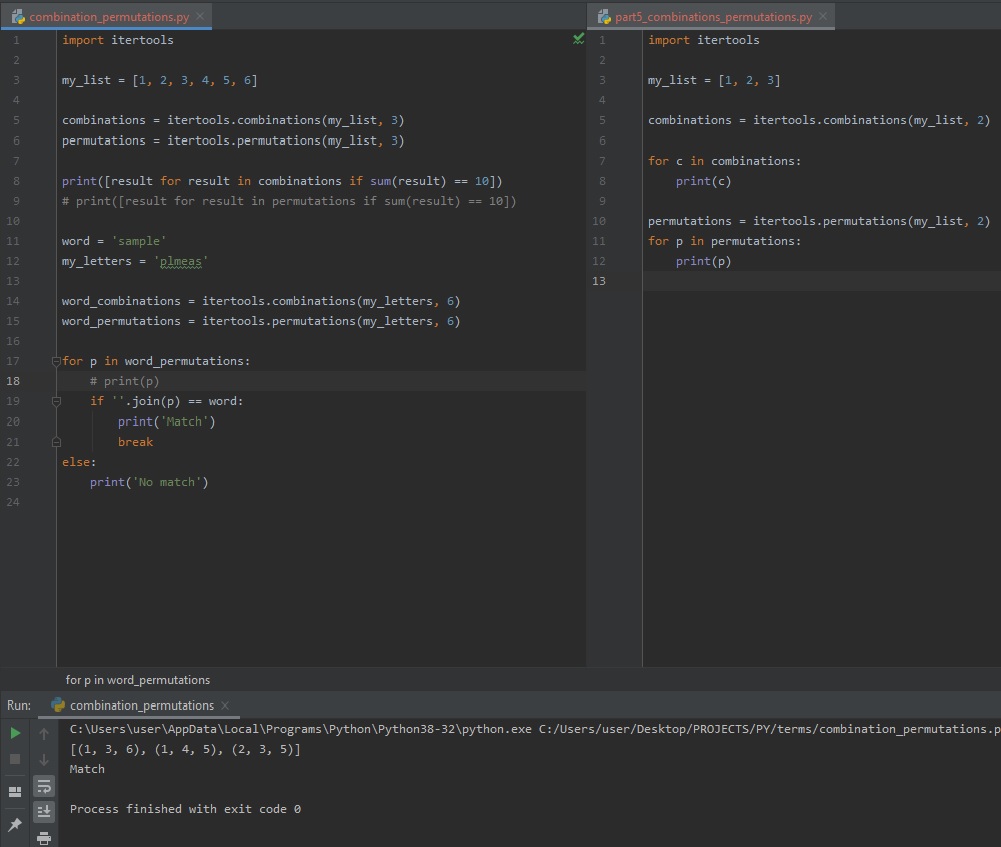 combination_permutations.py
1 import itertools
2
3 my_list = [1, 2, 3, 4, 5, 6]
4
5 combinations = itertools.combinations(my_list, 3)
6 permutations = itertools.permutations(my_list, 3)
7
8 print([result for result in combinations if sum(result) == 10])
9 # print([result for result in permutations if sum(result) == 10])
10
11 word = 'sample'
12 my_letters = 'plmeas'
13
14 word_combinations = itertools.combinations(my_letters, 6)
15 word_permutations = itertools.permutations(my_letters, 6)
16
17 for p in word_permutations:
18     # print(p)
19     if ''.join(p) == word:
20         print('Match')
21         break
22 else:
23     print('No match')
24
part5_combinations_permutations.py
1 import itertools
2
3 my_list = [1, 2, 3]
4
5 combinations = itertools.combinations(my_list, 2)
6
7 for c in combinations:
8     print(c)
9
10 permutations = itertools.permutations(my_list, 2)
11 for p in permutations:
12     print(p)
13
for p in word_permutations
Run: combination_permutations
C:\Users\user\AppData\Local\Programs\Python\Python38-32\python.exe C:/Users/user/Desktop/PROJECTS/PY/terms/combination_permutations.p
[(1, 3, 6), (1, 4, 5), (2, 3, 5)]
Match
Process finished with exit code 0